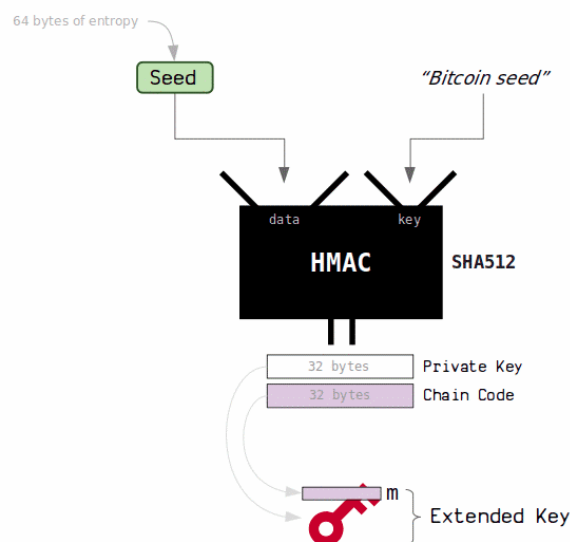 64 bytes of entropy
Seed
“Bitcoin seed”
data
key
HMAC
SHA512
32 bytes
Private Key
32 bytes
Chain Code
m
Extended Key